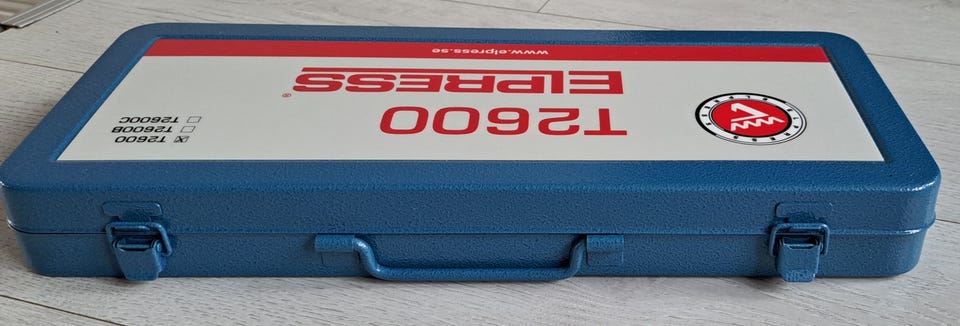 www.elpress.se
ELPRESS®
T2600
T2600
T2600B
T2600C